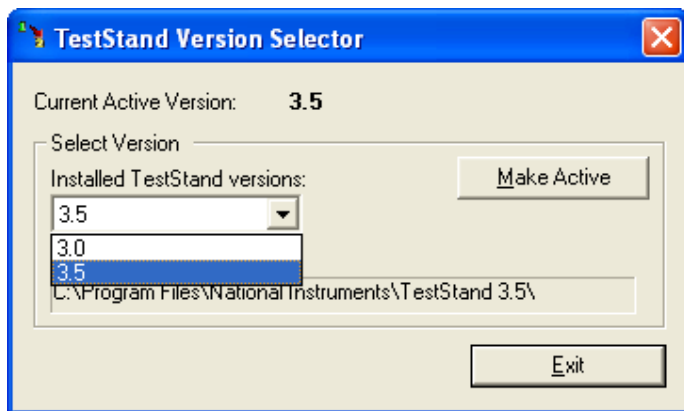 TestStand Version Selector
Current Active Version: 3.5
Select Version
Installed TestStand versions:
Make Active
3.5
3.0
3.5
C:\Program Files\National Instruments\TestStand 3.5\
Exit